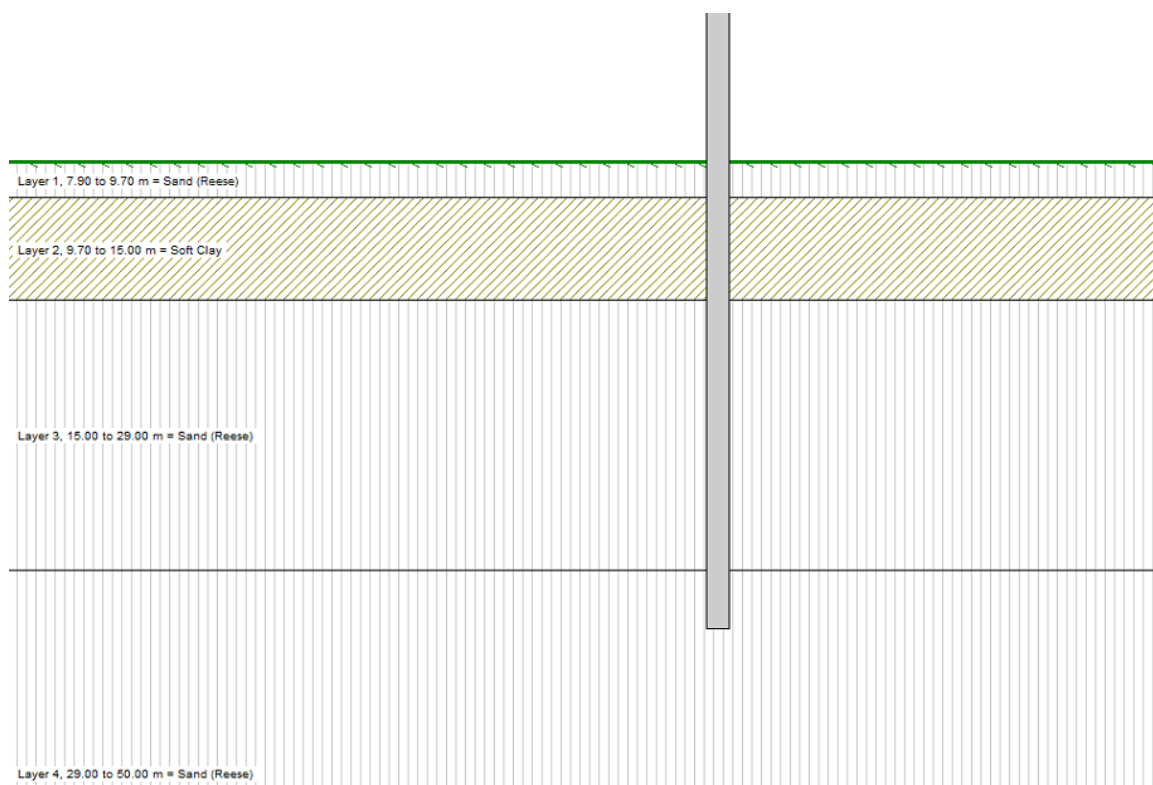 Layer 1, 7.90 to 9.70 m = Sand (Reese)
Layer 2, 9.70 to 15.00 m = Soft Clay
Layer 3, 15.00 to 29.00 m = Sand (Reese)
Layer 4, 29.00 to 50.00 m = Sand (Reese)